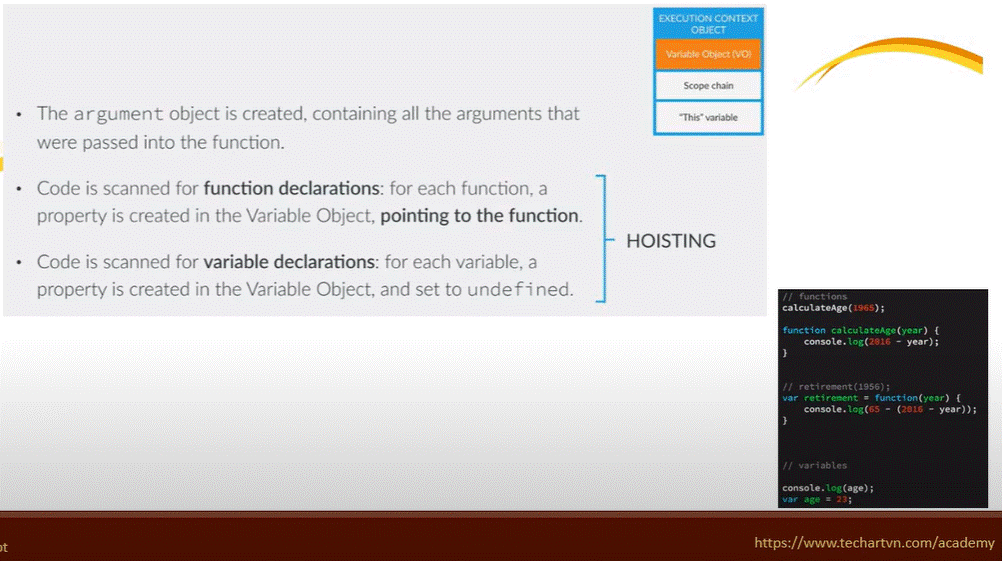 EXECUTION CONTEXT
OBJECT
Variable Object (VO)
Scope chain
"This" variable
• The argument object is created, containing all the arguments that
were passed into the function.
• Code is scanned for function declarations: for each function, a
property is created in the Variable Object, pointing to the function.
• Code is scanned for variable declarations: for each variable, a
property is created in the Variable Object, and set to undefined.
HOISTING
// functions
calculateAge(1965);
function calculateAge(year) {
console.log(2016 - year);
}
// retirement(1956);
var retirement = function(year) {
console.log(65 - (2016 - year));
}
// variables
console.log(age);
var age = 23;
ot
https://www.techartvn.com/academy